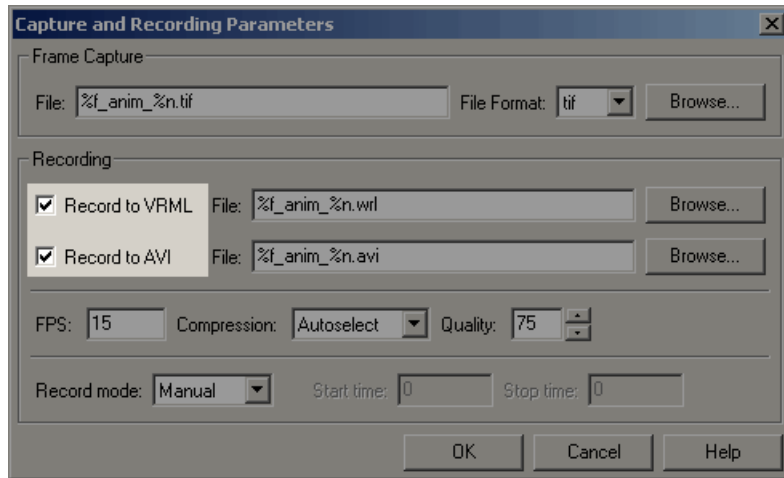 Capture and Recording Parameters
Frame Capture
File: %f_anim_%n.tif File Format: tif Browse...
Recording
Record to VRML File: %f_anim_%n.wrl Browse...
Record to AVI File: %f_anim_%n.avi Browse...
FPS: 15 Compression: Autoselect Quality: 75
Record mode: Manual Start time: 0 Stop time: 0
OK Cancel Help